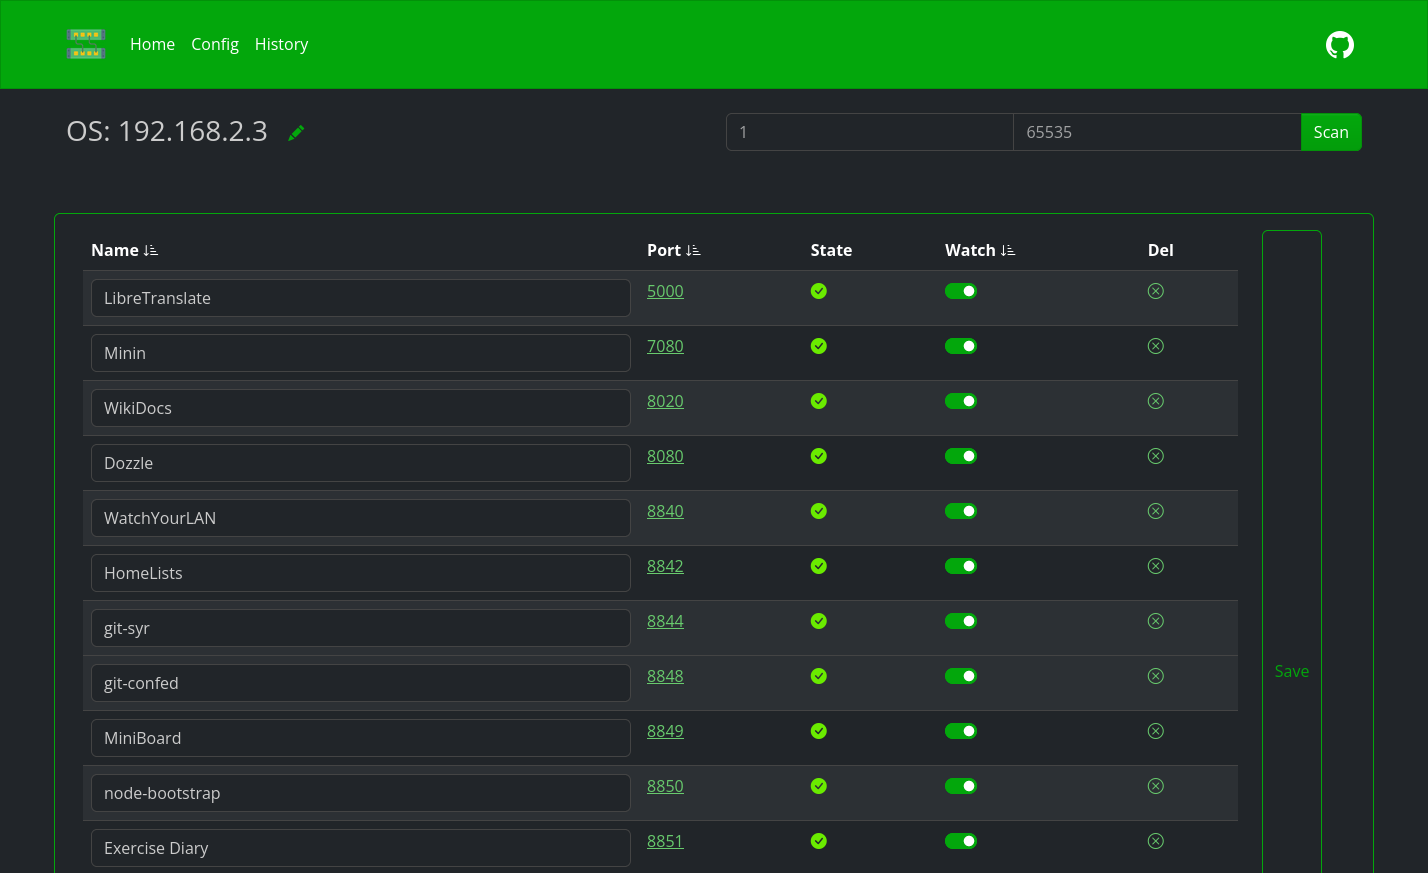 Home Config History
OS: 192.168.2.3 1 65535 Scan
Name Port State Watch Del
LibreTranslate 5000
Minin 7080
WikiDocs 8020
Dozzle 8080
WatchYourLAN 8840
HomeLists 8842
git-syr 8844
git-confed 8848
Save
MiniBoard 8849
node-bootstrap 8850
Exercise Diary 8851